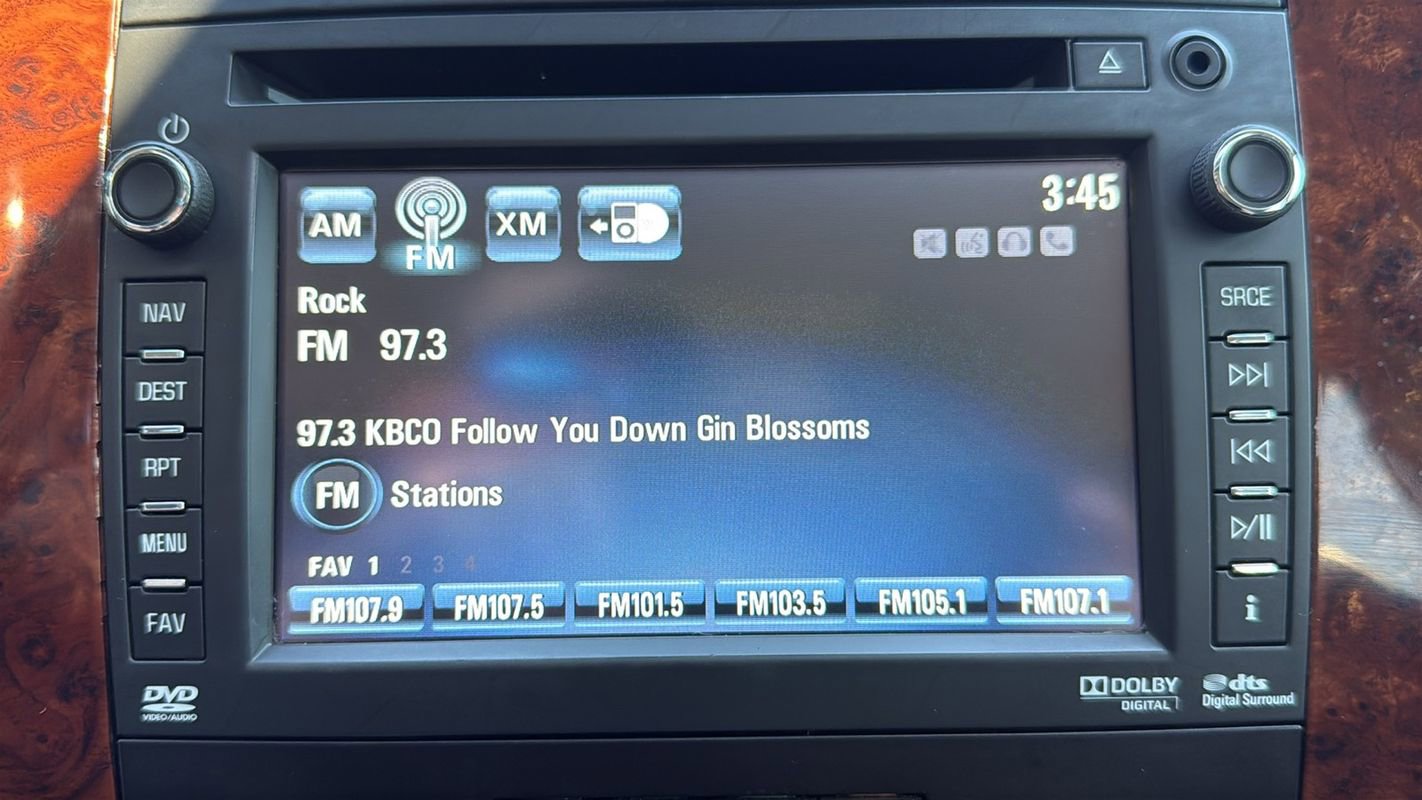 AM
FM
XM
3:45
Rock
FM 97.3
97.3 KBCO Follow You Down Gin Blossoms
FM Stations
FAV 1 2 3 4
FM107.9 FM107.5 FM101.5 FM103.5 FM105.1 FM107.1
NAV
DEST
RPT
MENU
FAV
SRCE
i
DVD
VIDEO/AUDIO
DOLBY
DIGITAL
dts
Digital Surround